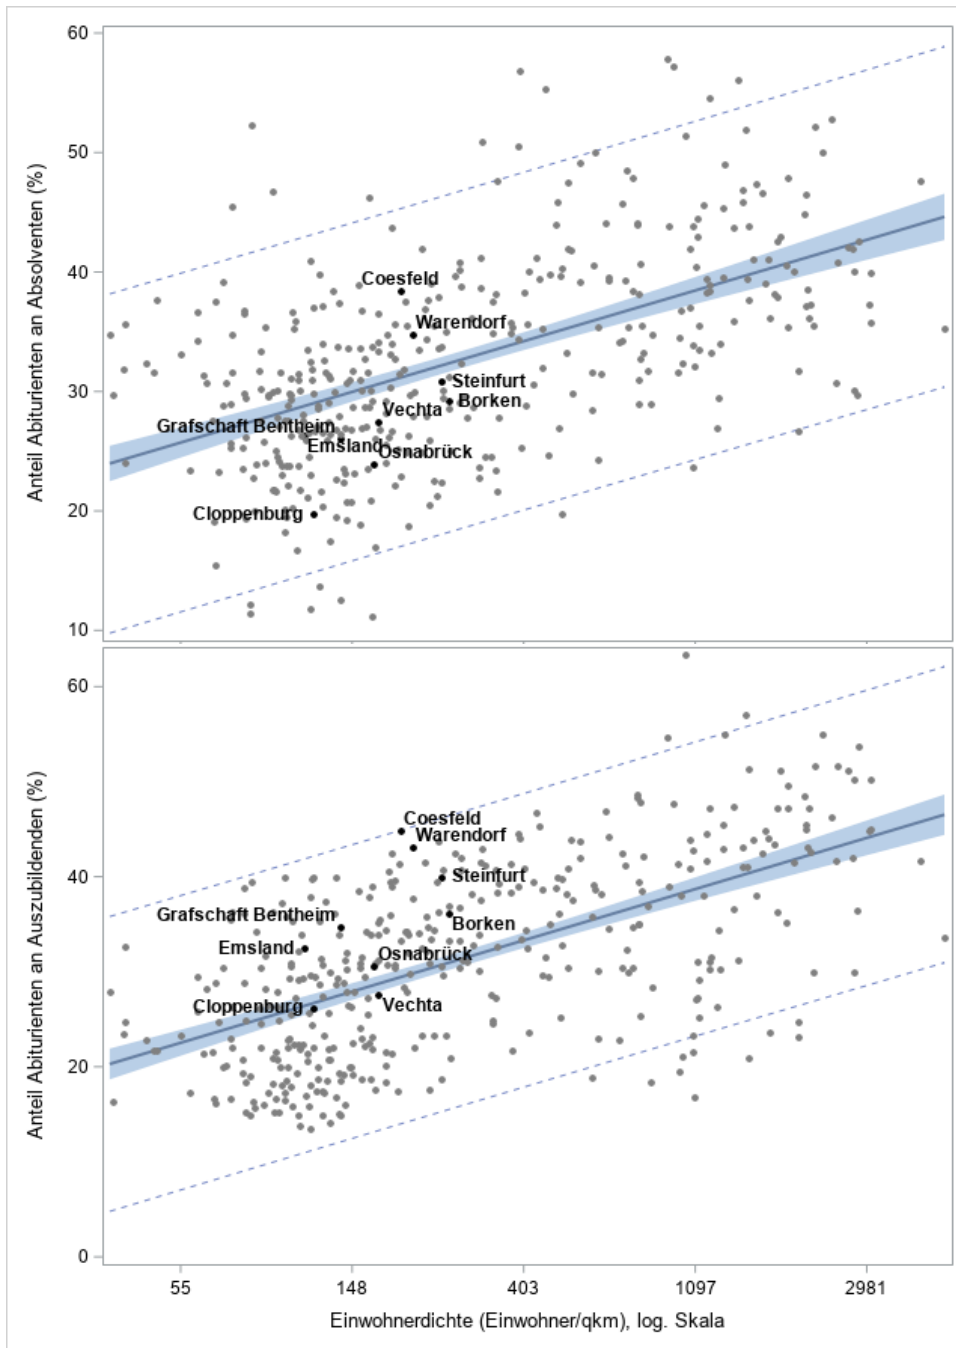 60
50
40
30
20
10
Anteil Abiturienten an Absolventen (%)
Coesfeld
Warendorf
Steinfurt
Borken
Vechta
Grafschaft Bentheim
Emsland
Osnabrück
Cloppenburg
60
40
20
0
Anteil Abiturienten an Auszubildenden (%)
Coesfeld
Warendorf
Steinfurt
Grafschaft Bentheim
Borken
Emsland
Osnabrück
Cloppenburg
Vechta
55 148 403 1097 2981
Einwohnerdichte (Einwohner/qkm), log. Skala